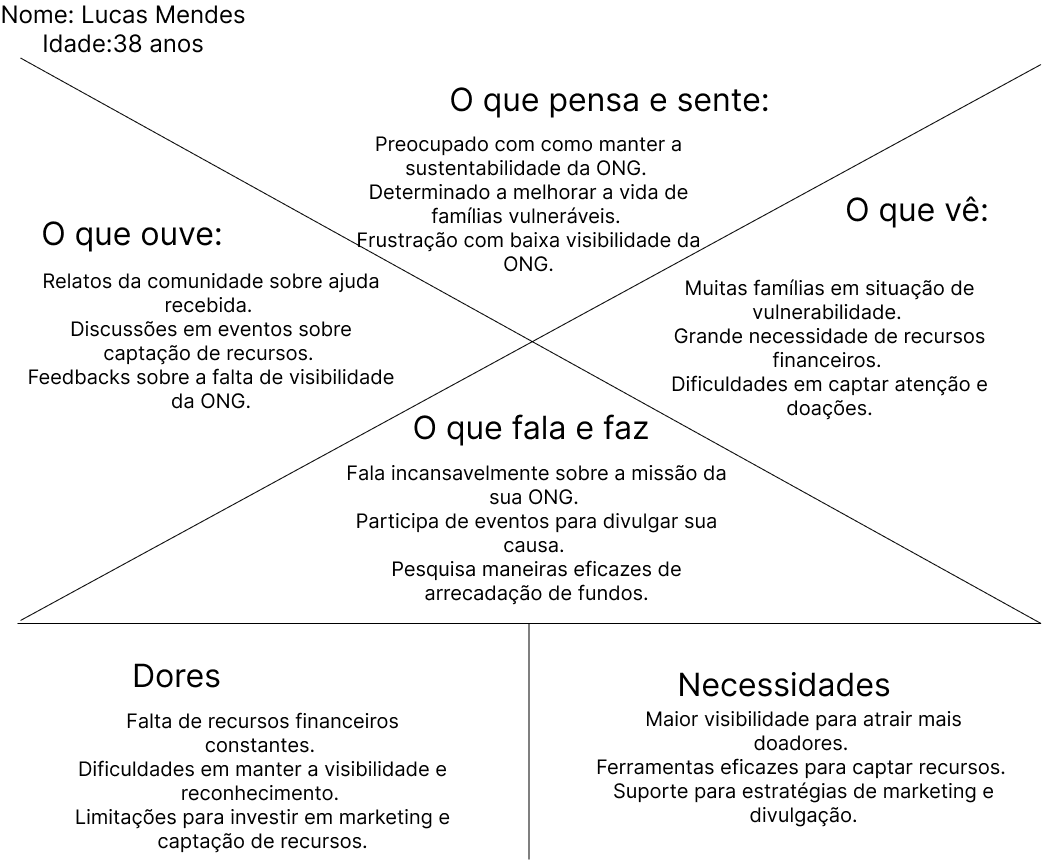 Nome: Lucas Mendes
Idade:38 anos
O que pensa e sente:
Preocupado com como manter a
sustentabilidade da ONG.
Determinado a melhorar a vida de
famílias vulneráveis.
Frustração com baixa visibilidade da
ONG.
O que ouve:
Relatos da comunidade sobre ajuda
recebida.
Discussões em eventos sobre
captação de recursos.
Feedbacks sobre a falta de visibilidade
da ONG.
O que vê:
Muitas famílias em situação de
vulnerabilidade.
Grande necessidade de recursos
financeiros.
Dificuldades em captar atenção e
doações.
O que fala e faz
Fala incansavelmente sobre a missão da
sua ONG.
Participa de eventos para divulgar sua
causa.
Pesquisa maneiras eficazes de
arrecadação de fundos.
Dores
Falta de recursos financeiros
constantes.
Dificuldades em manter a visibilidade e
reconhecimento.
Limitações para investir em marketing e
captação de recursos.
Necessidades
Maior visibilidade para atrair mais
doadores.
Ferramentas eficazes para captar recursos.
Suporte para estratégias de marketing e
divulgação.